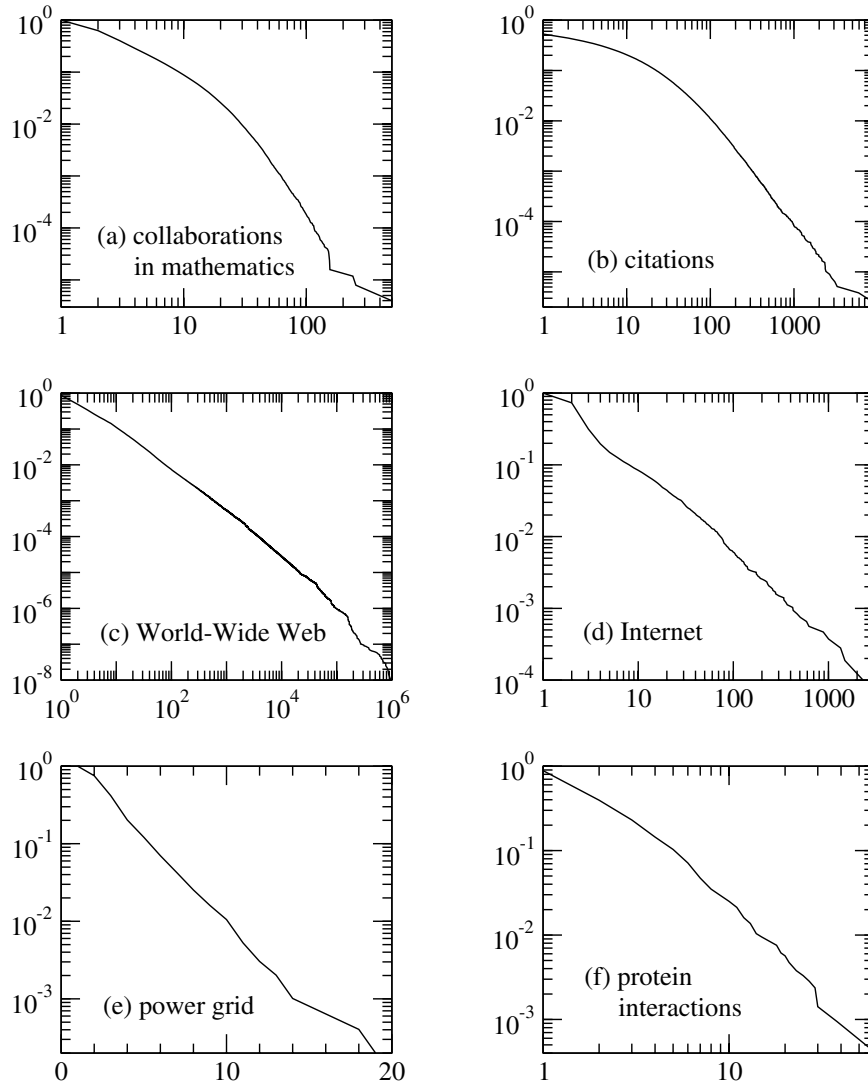 10^0
10^-2
10^-4
1 10 100
(a) collaborations
in mathematics
10^0
10^-2
10^-4
1 10 100 1000
(b) citations
10^0
10^-2
10^-4
10^-6
10^-8
10^0 10^2 10^4 10^6
(c) World-Wide Web
10^0
10^-1
10^-2
10^-3
10^-4
1 10 100 1000
(d) Internet
10^0
10^-1
10^-2
10^-3
0 10 20
(e) power grid
10^0
10^-1
10^-2
10^-3
1 10
(f) protein
interactions